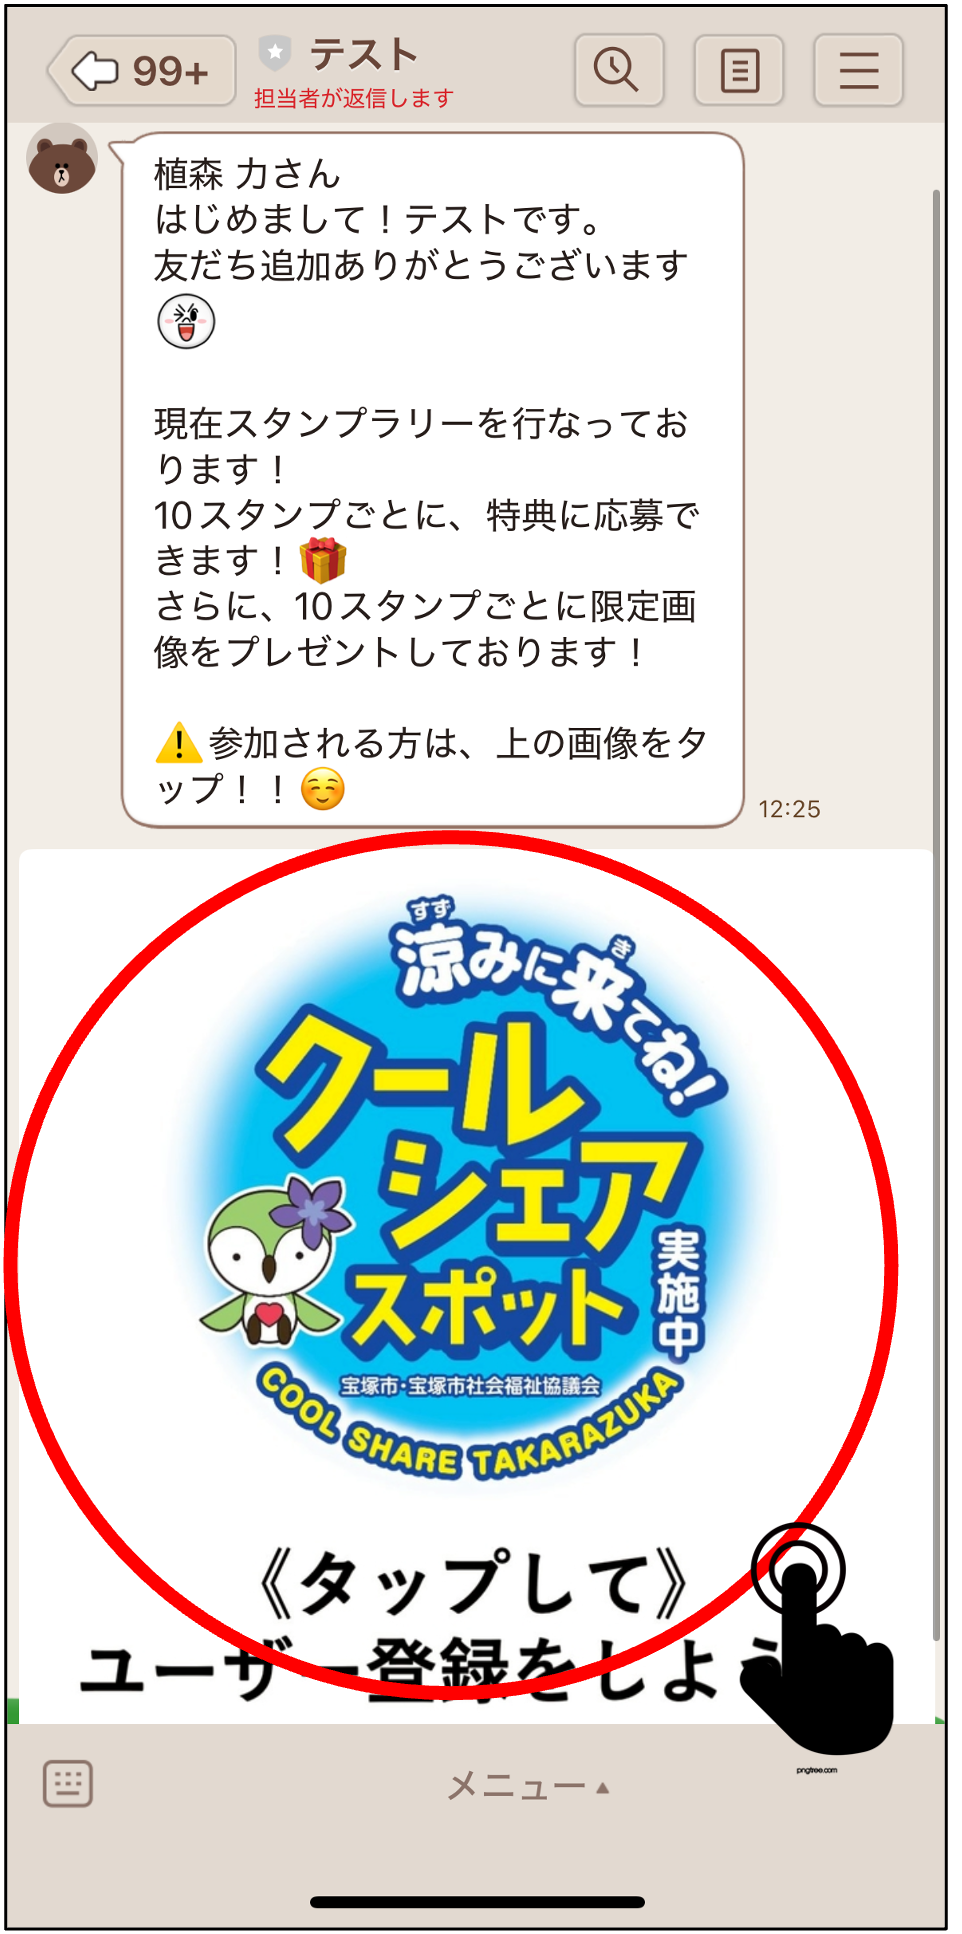 99+
テスト
担当者が返信します
植森 力さん
はじめまして！テストです。
友だち追加ありがとうございます
現在スタンプラリーを行なってお
ります！
10スタンプごとに、特典に応募で
きます！
さらに、10スタンプごとに限定画
像をプレゼントしております！
参加される方は、上の画像をタ
ップ！！
12:25
すず
き
涼みに来てね！
クール
シェア
スポット
実施中
宝塚市・宝塚市社会福祉協議会
COOL SHARE TAKARAZUKA
《タップして》
ユーザー登録をしよう
pngtree.com
メニュー▲